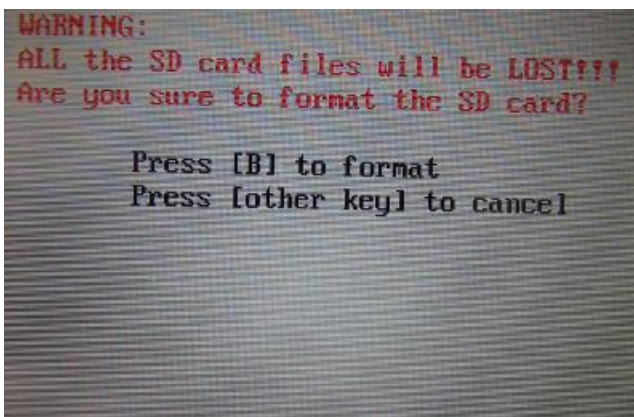 WARNING:
ALL the SD card files will be LOST!!!
Are you sure to format the SD card?
Press [B] to format
Press [other key] to cancel